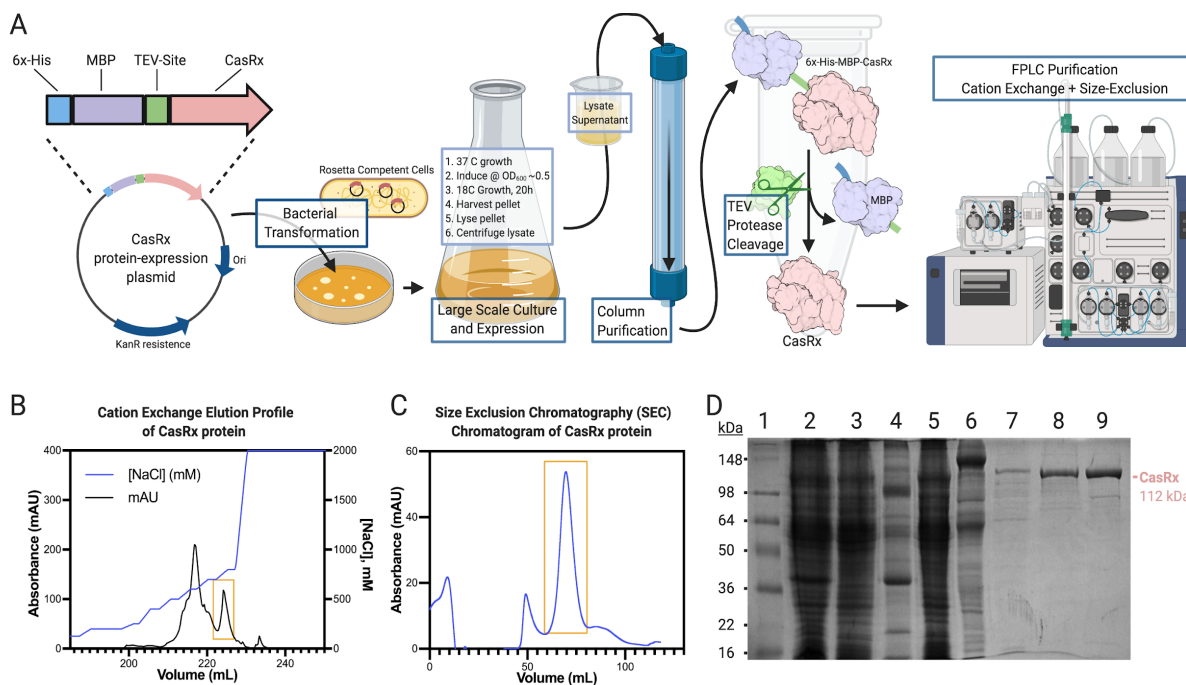 A
6x-His MBP TEV-Site CasRx
CasRx
protein-expression
plasmid
Ori
KanR resistence
Bacterial
Transformation
Rosetta Competent Cells
1. 37 C growth
2. Induce @ OD₆₀₀ ~0.5
3. 18C Growth, 20h
4. Harvest pellet
5. Lyse pellet
6. Centrifuge lysate
Large Scale Culture
and Expression
Lysate
Supernatant
Column
Purification
6x-His-MBP-CasRx
TEV
Protease
Cleavage
MBP
CasRx
FPLC Purification
Cation Exchange + Size-Exclusion
B
Cation Exchange Elution Profile
of CasRx protein
Absorbance (mAU)
400
300
200
100
0
[NaCl] (mM)
mAU
2000
1500
1000
500
0
[NaCl], mM
200 220 240
Volume (mL)
C
Size Exclusion Chromatography (SEC)
Chromatogram of CasRx protein
Absorbance (mAU)
60
40
20
0
0 50 100
Volume (mL)
D
kDa
1 2 3 4 5 6 7 8 9
148
98
64
50
36
22
16
CasRx
112 kDa